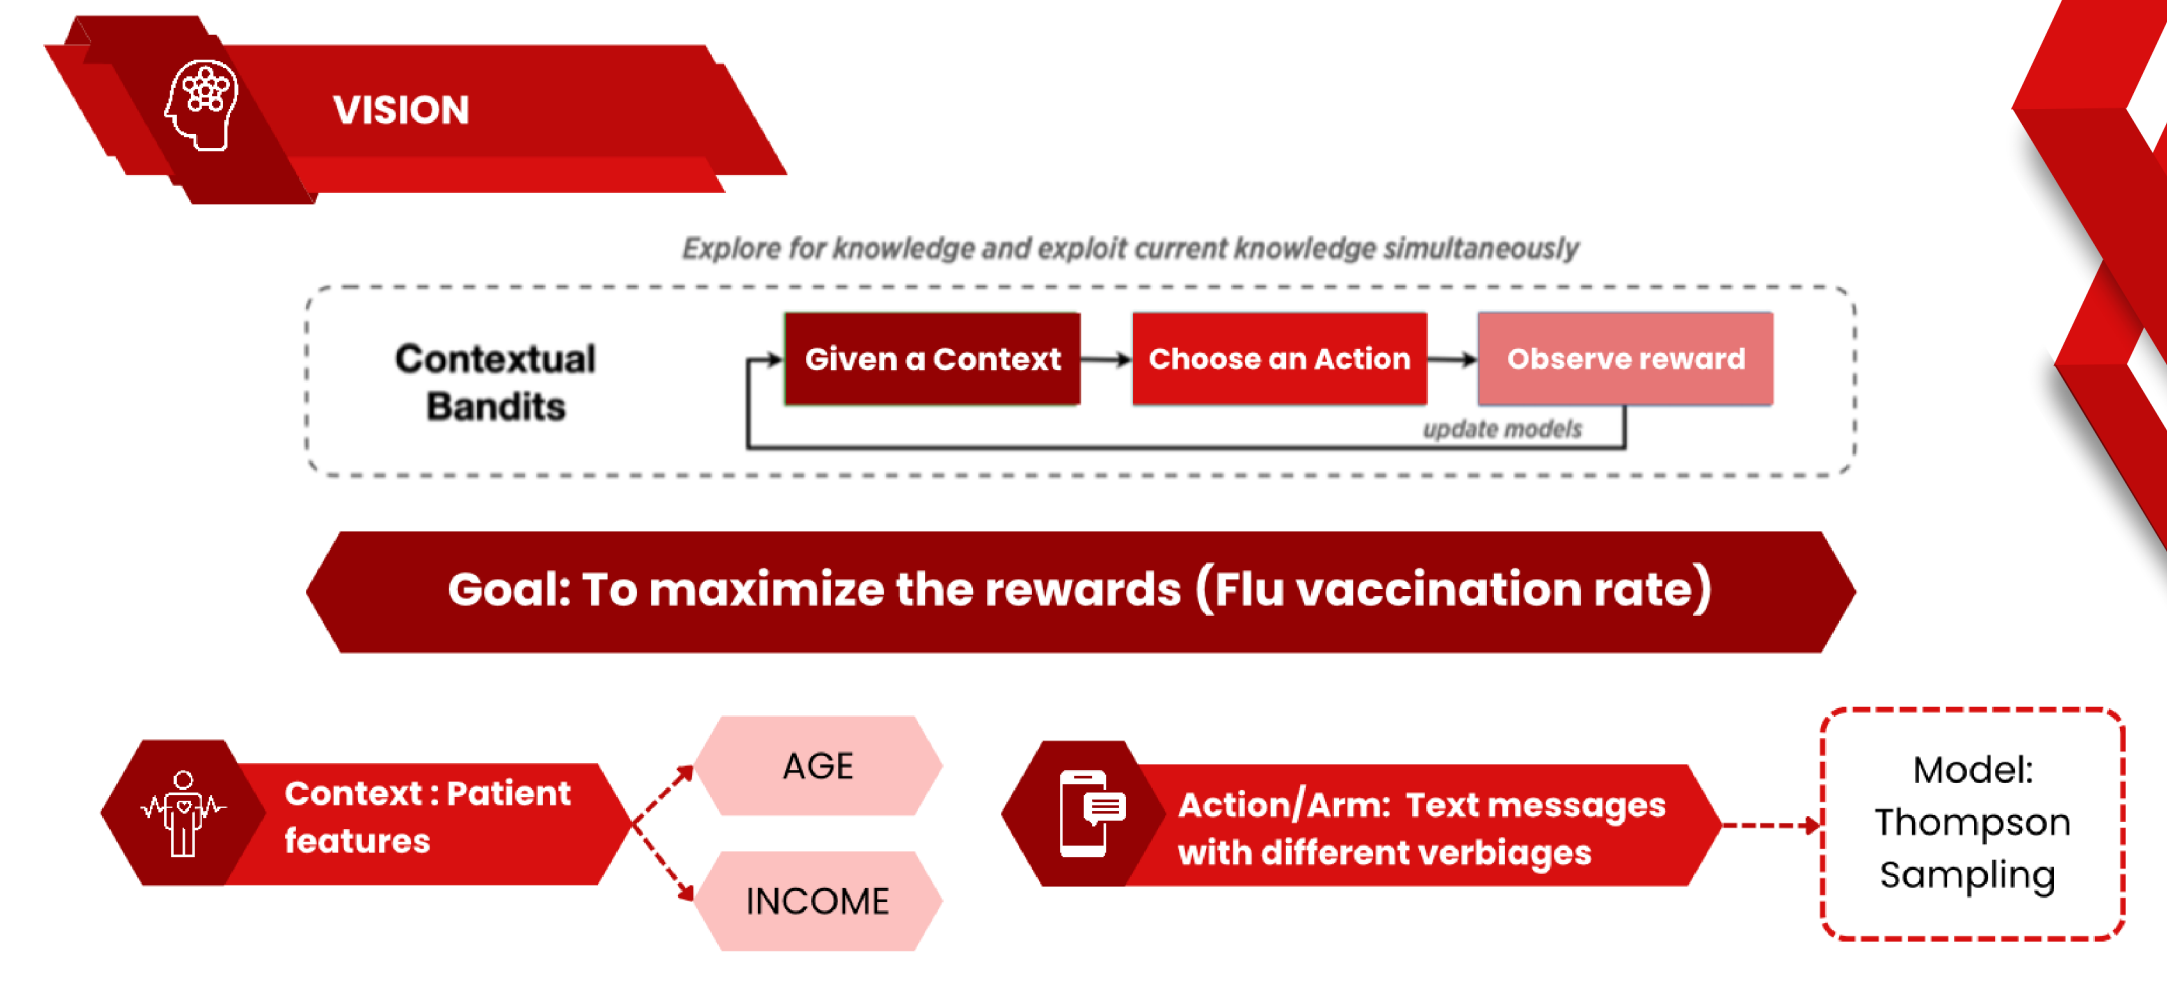 VISION
Explore for knowledge and exploit current knowledge simultaneously
Contextual
Bandits
Given a Context
Choose an Action
Observe reward
update models
Goal: To maximize the rewards (Flu vaccination rate)
Context : Patient
features
AGE
INCOME
Action/Arm:  Text messages
with different verbiages
Model:
Thompson
Sampling